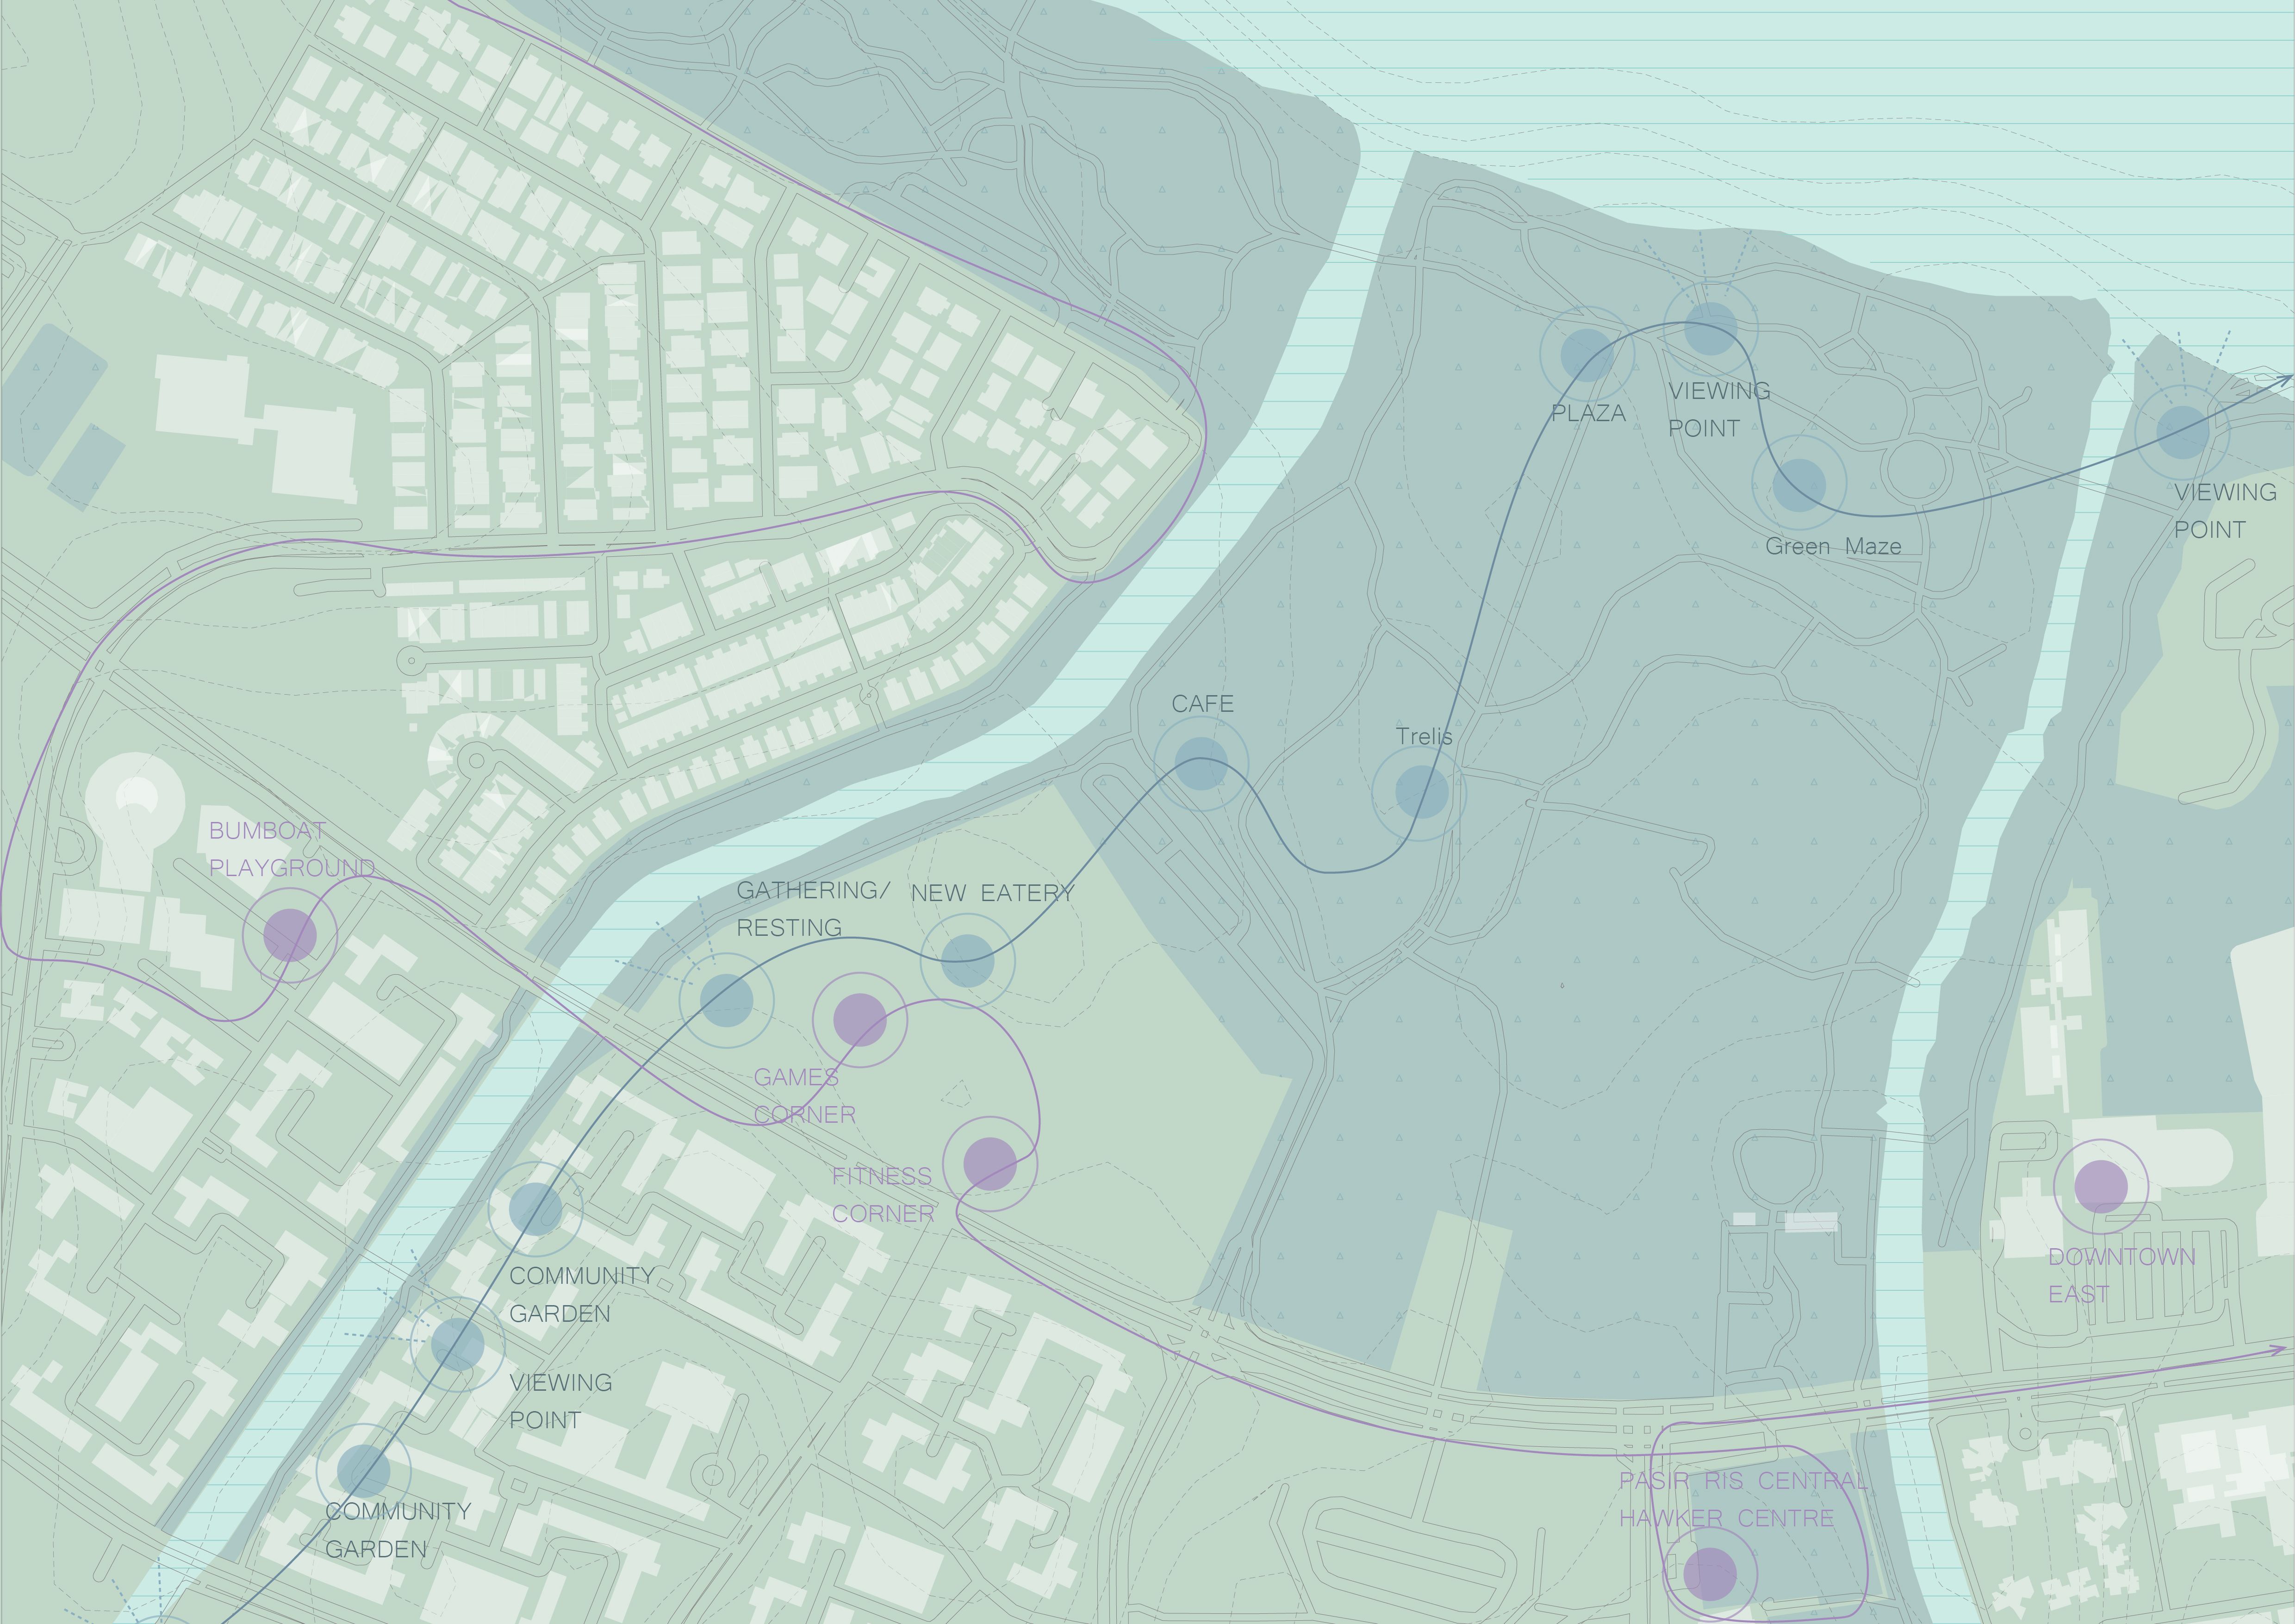 PLAZA
VIEWING
POINT
VIEWING
POINT
Green Maze
CAFE
Trelis
BUMBOAT
PLAYGROUND
GATHERING/
RESTING
NEW EATERY
GAMES
CORNER
FITNESS
CORNER
COMMUNITY
GARDEN
DOWNTOWN
EAST
VIEWING
POINT
COMMUNITY
GARDEN
PASIR RIS CENTRAL
HAWKER CENTRE